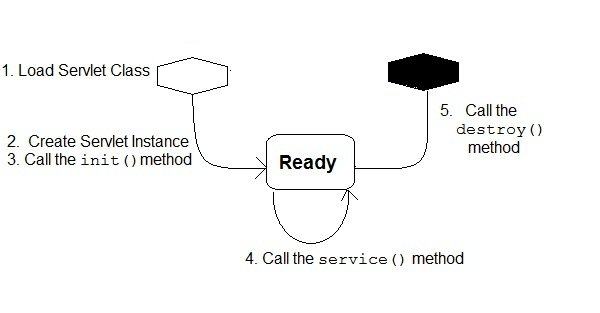 1. Load Servlet Class
2.  Create Servlet Instance
3. Call the init() method
Ready
4. Call the service() method
5.  Call the
destroy()
method